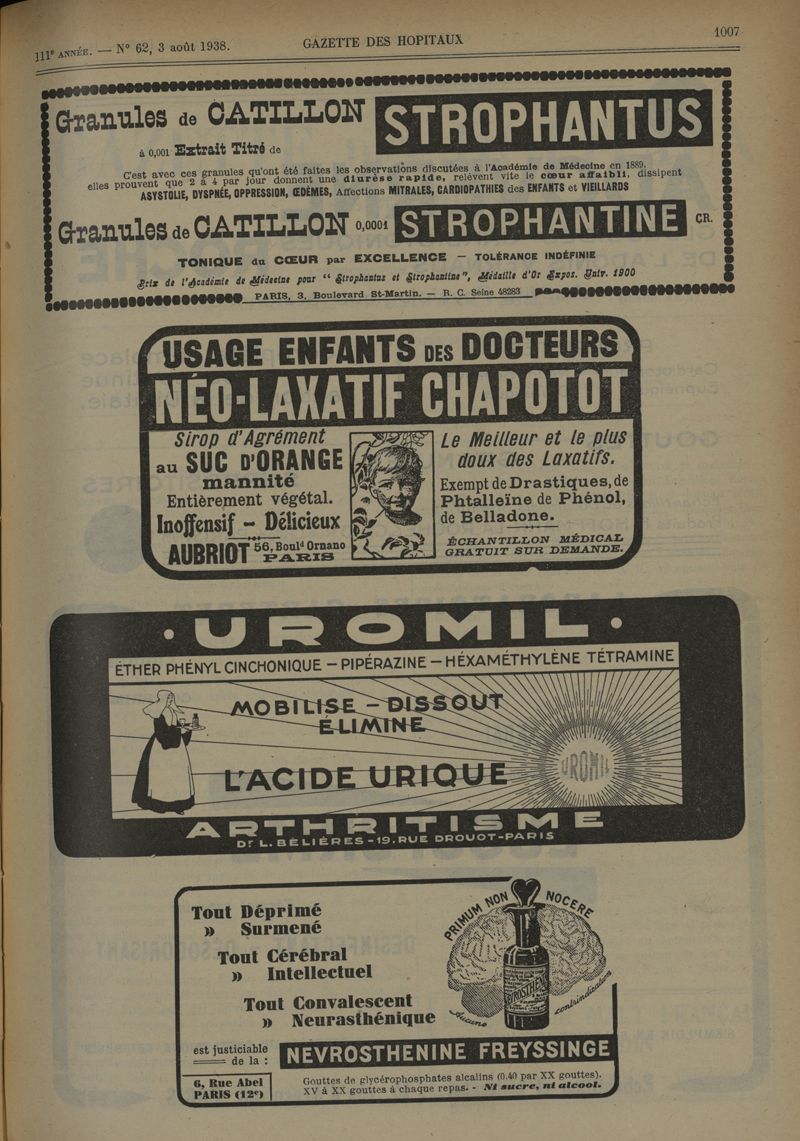 111e ANNÉE. — N° 62, 3 août 1938.
GAZETTE DES HOPITAUX
1007
Granules de CATILLON
à 0,001 Extrait Titré de
STROPHANTUS
C'est avec ces granules qu'ont été faites les observations discutées à l'Académie de Médecine en 1889,
elles prouvent que 2 à 4 par jour donnent une diurèse rapide, relèvent vite le cœur affaibli, dissipent
ASYSTOLIE, DYSPNÉE, OPPRESSION, ŒDÈMES, Affections MITRALES, CARDIOPATHIES des ENFANTS et VIEILLARDS
Granules de CATILLON 0,0001 STROPHANTINE CR.
TONIQUE du CŒUR par EXCELLENCE — TOLÉRANCE INDÉFINIE
Prix de l'Académie de Médecine pour "Strophantus et Strophantine", Médaille d'Or Expos. Univ. 1900
PARIS, 3, Boulevard St-Martin. — R. C. Seine 48283
USAGE ENFANTS DES DOCTEURS
NÉO-LAXATIF CHAPOTOT
Sirop d'Agrément
au SUC D'ORANGE
mannité
Entièrement végétal.
Inoffensif - Délicieux
AUBRIOT 56, Bould Ornano
PARIS
Le Meilleur et le plus
doux des Laxatifs.
Exempt de Drastiques, de
Phtalleïne de Phénol,
de Belladone.
ÉCHANTILLON MÉDICAL
GRATUIT SUR DEMANDE.
· UROMIL ·
ÉTHER PHÉNYL CINCHONIQUE — PIPÉRAZINE — HÉXAMÉTHYLÈNE TÉTRAMINE
MOBILISE - DISSOUT
ÉLIMINE
L'ACIDE URIQUE
UROMIL
ARTHRITISME
Dr L. BÉLIÈRES - 19. RUE DROUOT - PARIS
Tout Déprimé
» Surmené
Tout Cérébral
» Intellectuel
Tout Convalescent
» Neurasthénique
PRIMUM NON NOCERE
Aucune contrindication
est justiciable
de la :
NÉVROSTHÉNINE FREYSSINGE
6, Rue Abel
PARIS (12e)
Gouttes de glycérophosphates alcalins (0.40 par XX gouttes).
XV à XX gouttes à chaque repas. - Ni sucre, ni alcool.